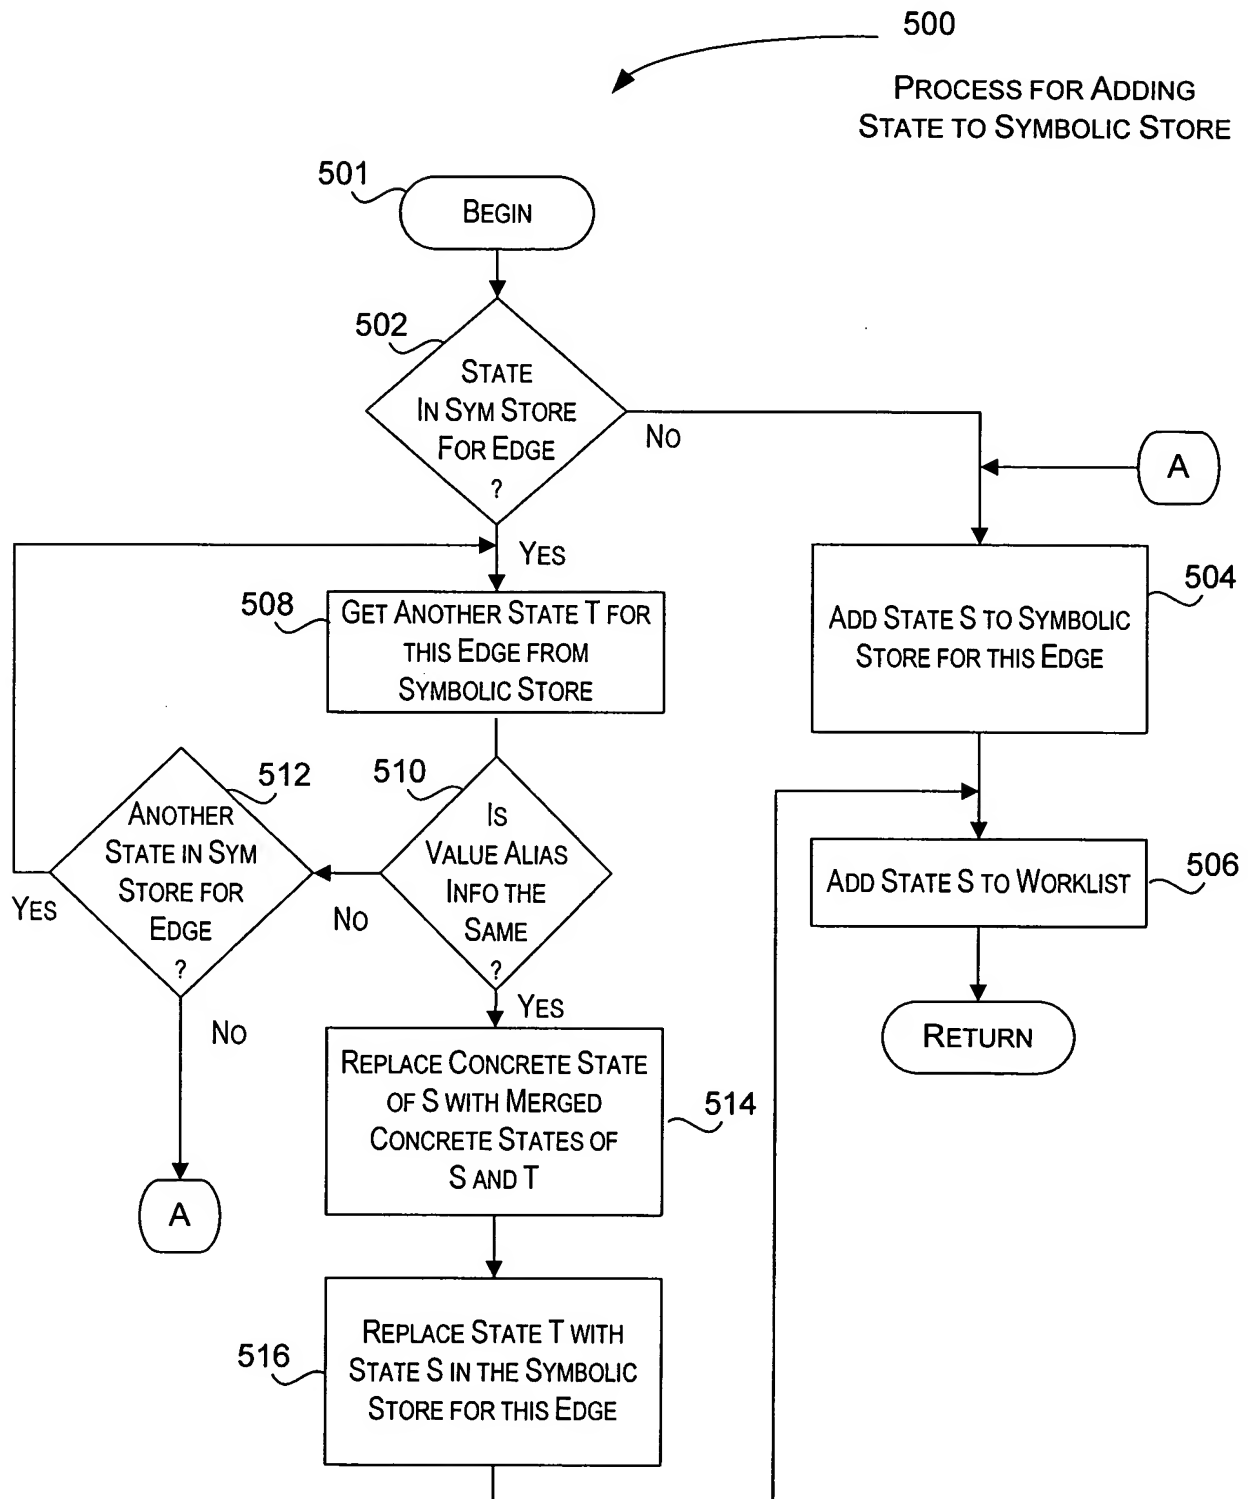 500
PROCESS FOR ADDING
STATE TO SYMBOLIC STORE
501
BEGIN
502
STATE
IN SYM STORE
FOR EDGE
?
NO
A
YES
508
GET ANOTHER STATE T FOR
THIS EDGE FROM
SYMBOLIC STORE
504
ADD STATE S TO SYMBOLIC
STORE FOR THIS EDGE
512
ANOTHER
STATE IN SYM
STORE FOR
EDGE
?
YES
NO
510
IS
VALUE ALIAS
INFO THE
SAME
?
NO
YES
ADD STATE S TO WORKLIST
506
RETURN
REPLACE CONCRETE STATE
OF S WITH MERGED
CONCRETE STATES OF
S AND T
514
A
516
REPLACE STATE T WITH
STATE S IN THE SYMBOLIC
STORE FOR THIS EDGE